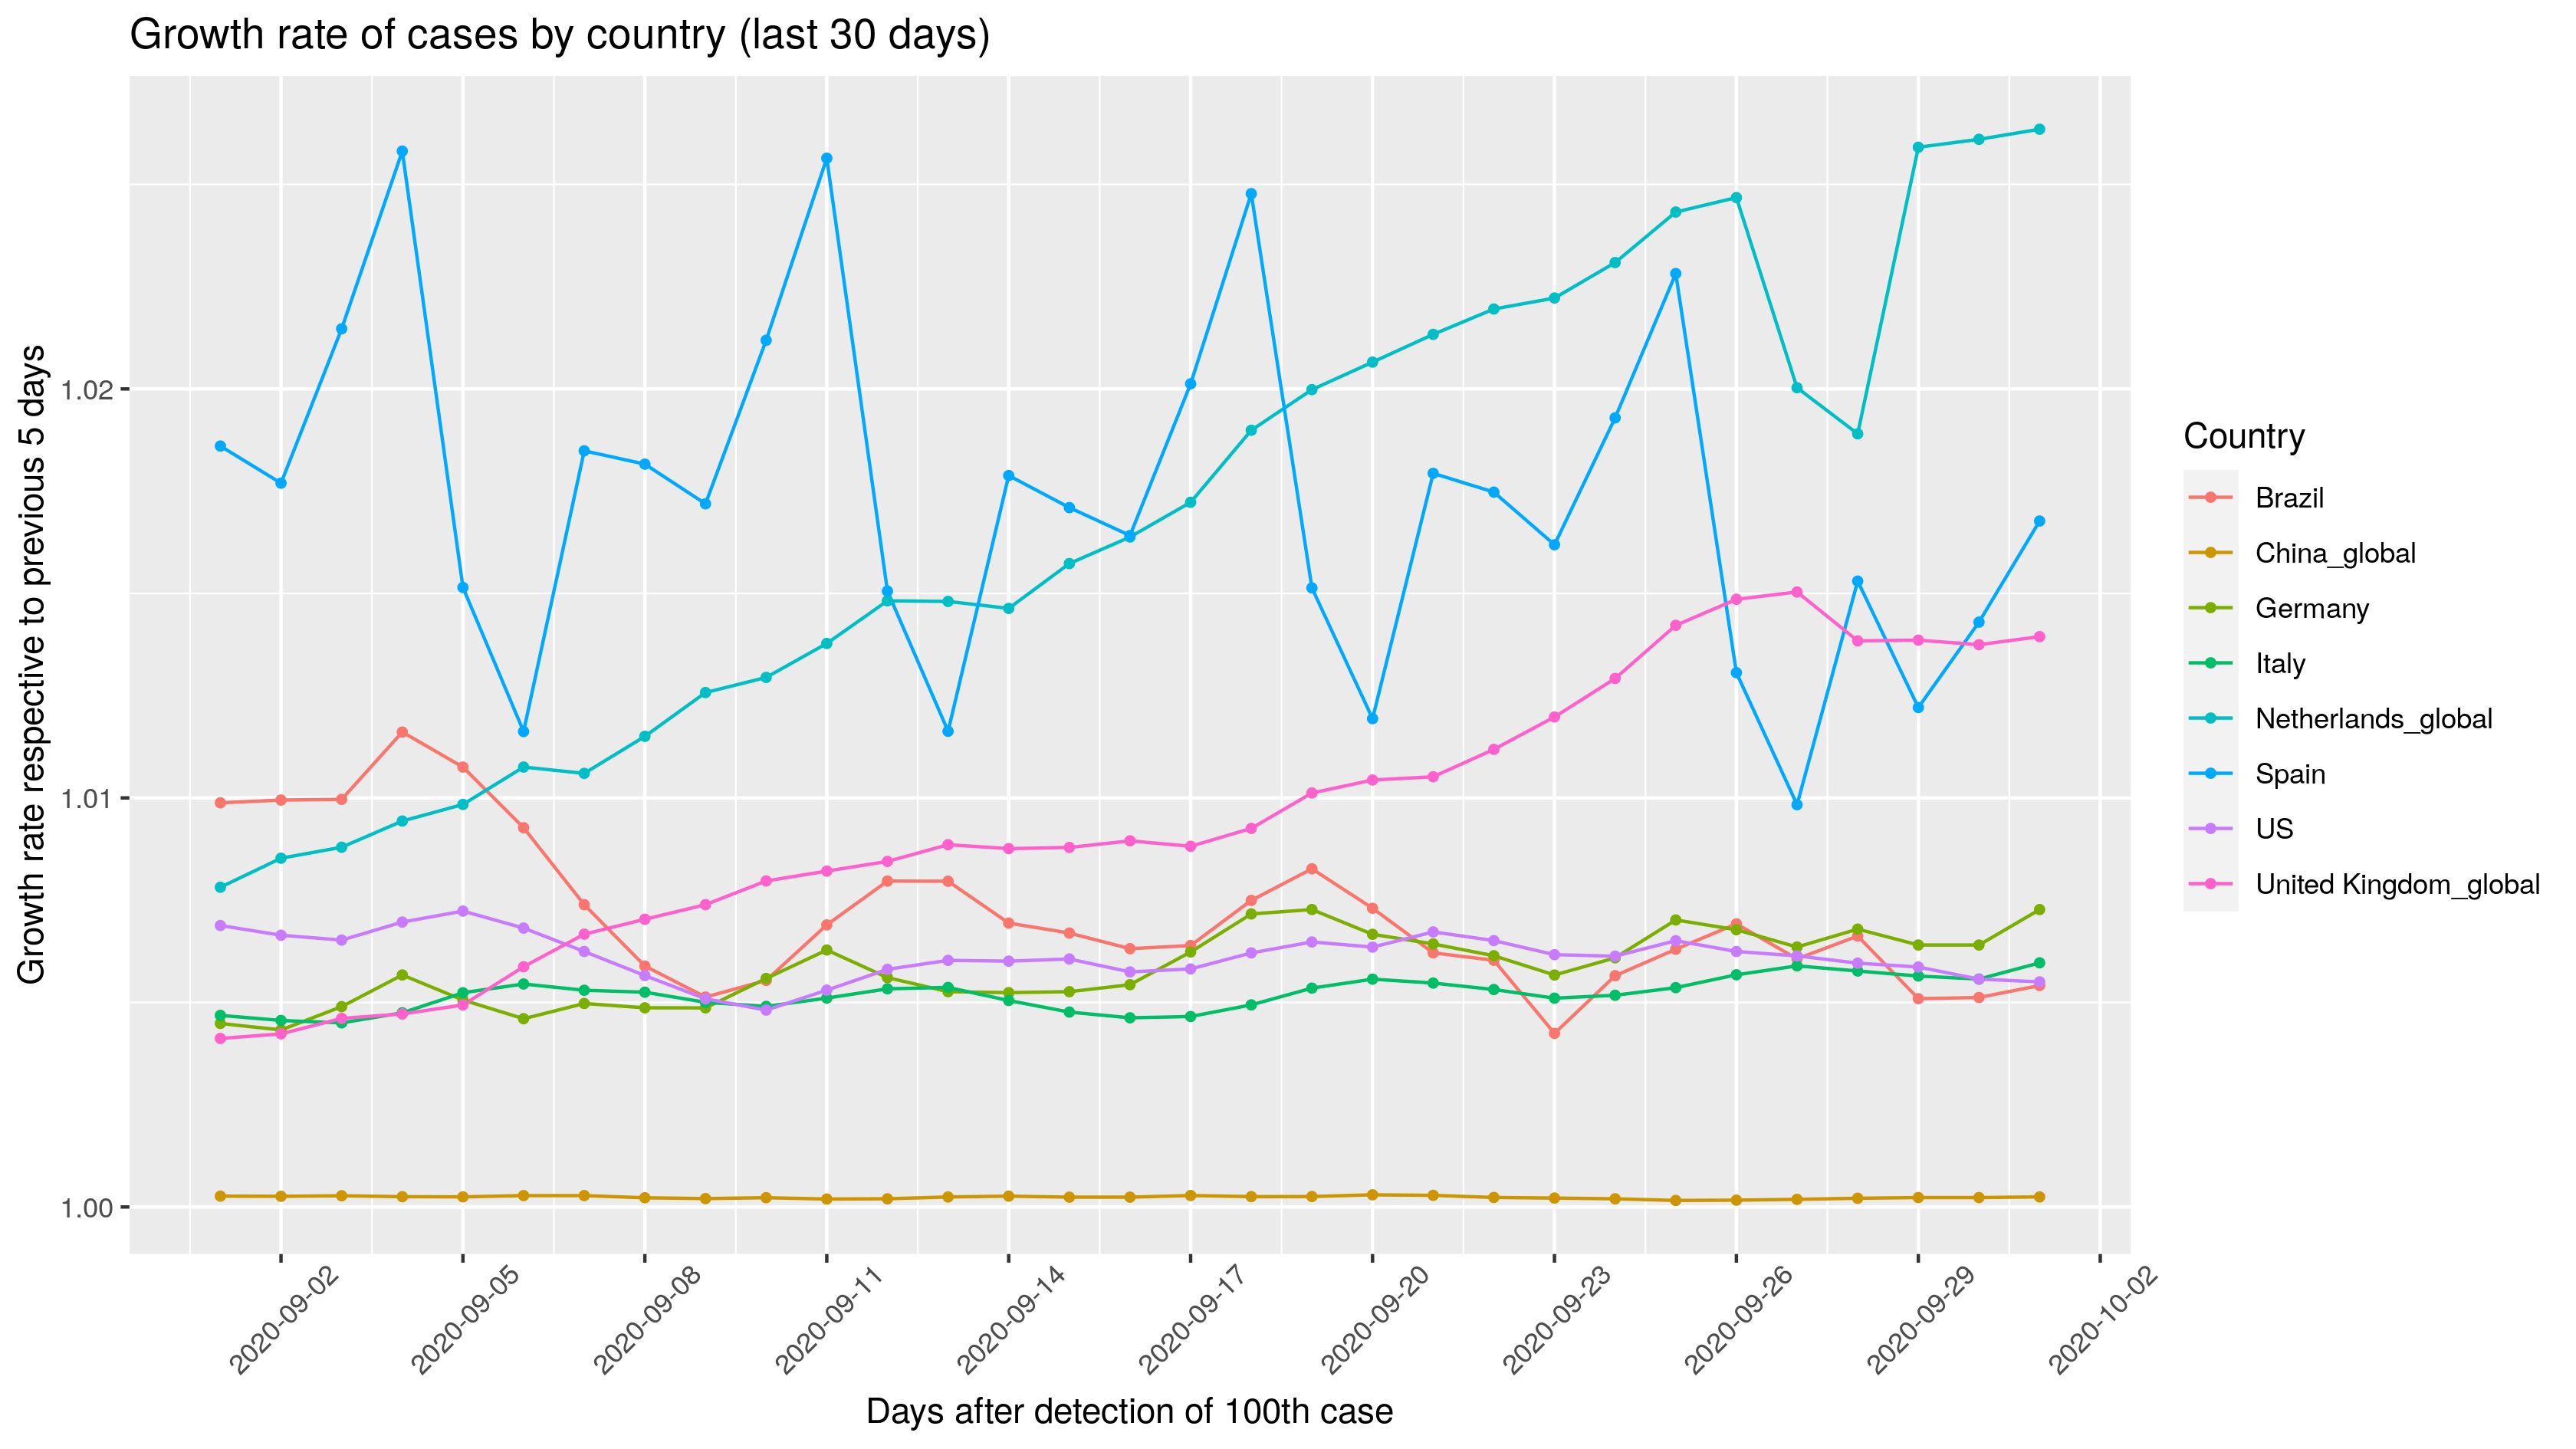 Growth rate of cases by country (last 30 days)
Growth rate respective to previous 5 days
1.02
1.01
1.00
2020-09-02
2020-09-05
2020-09-08
2020-09-11
2020-09-14
2020-09-17
2020-09-20
2020-09-23
2020-09-26
2020-09-29
2020-10-02
Days after detection of 100th case
Country
Brazil
China_global
Germany
Italy
Netherlands_global
Spain
US
United Kingdom_global